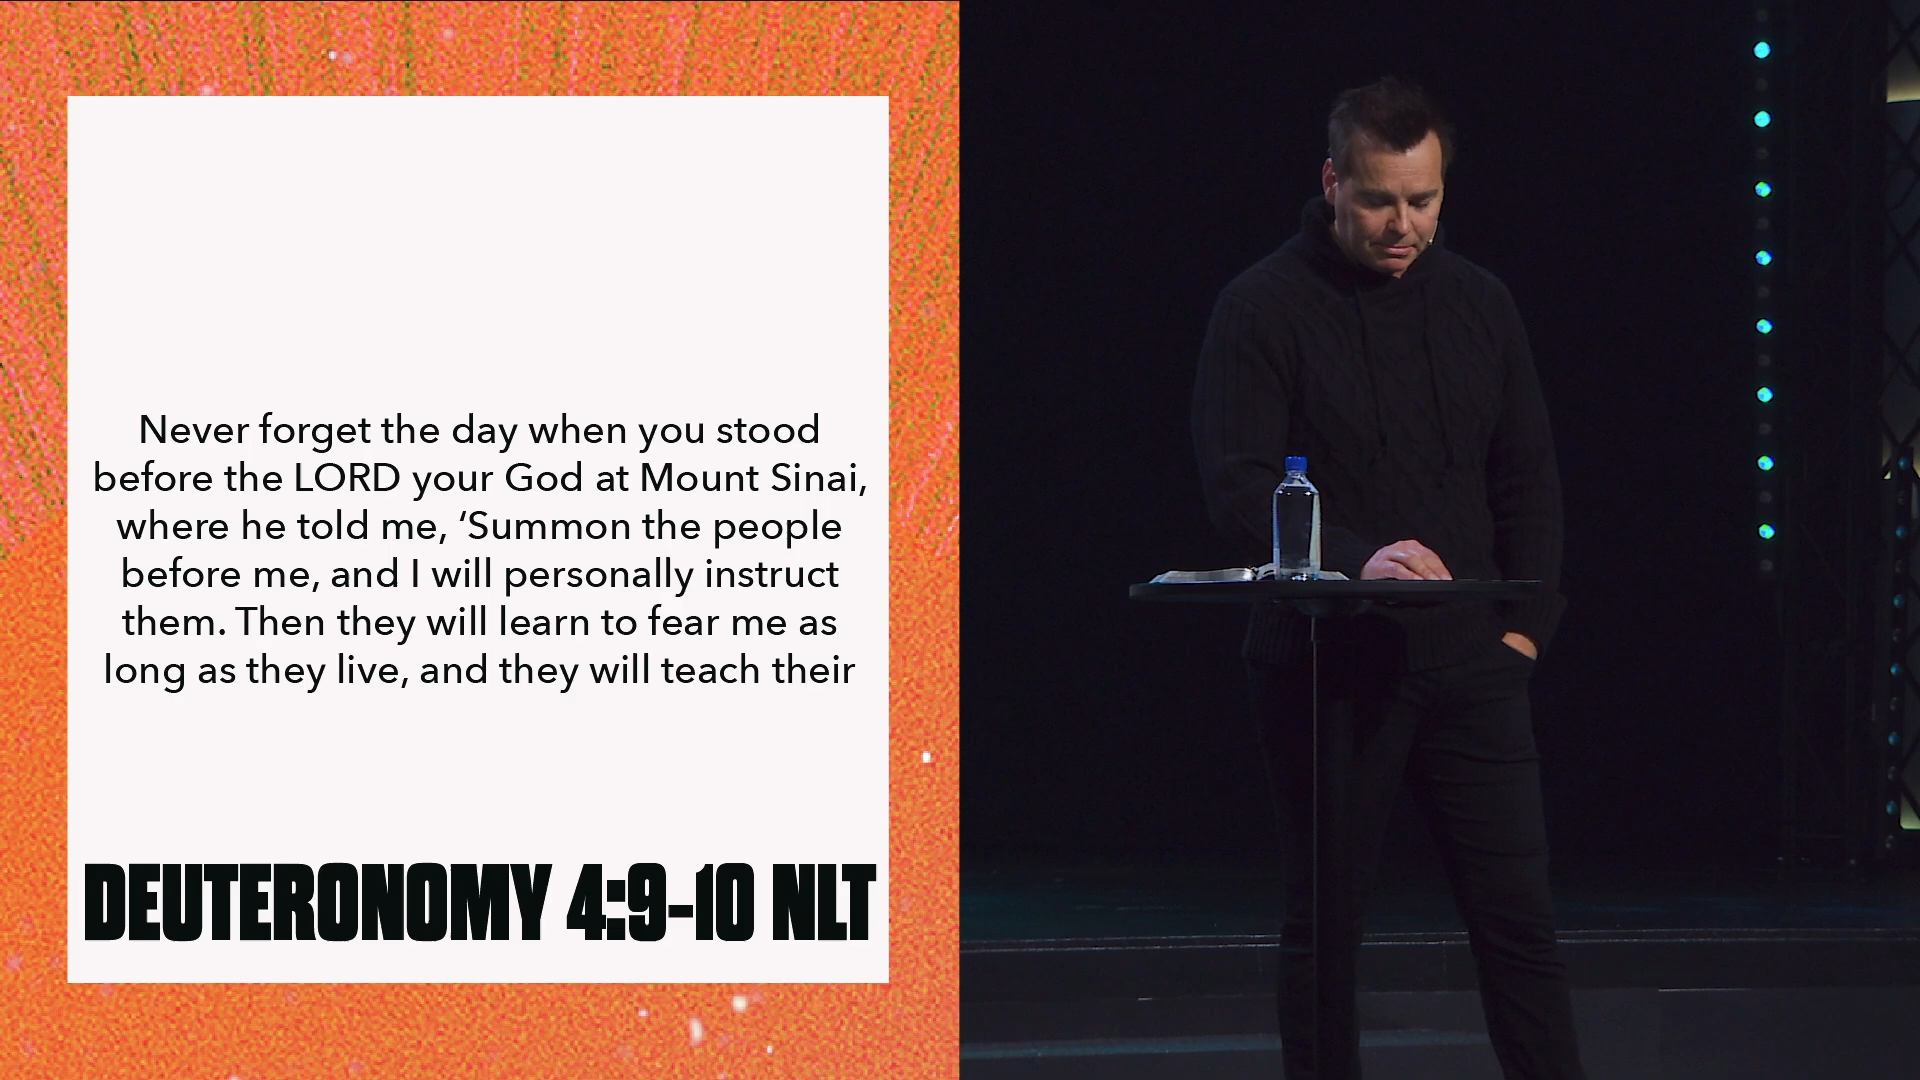 Never forget the day when you stood
before the LORD your God at Mount Sinai,
where he told me, ‘Summon the people
before me, and I will personally instruct
them. Then they will learn to fear me as
long as they live, and they will teach their
DEUTERONOMY 4:9-10 NLT